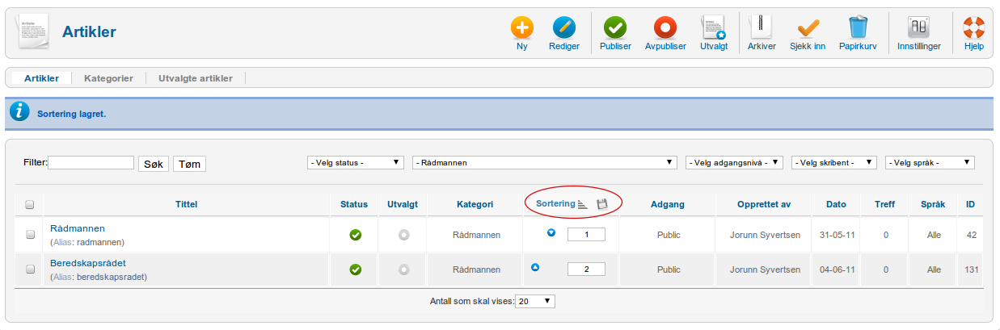 Artikler
Ny Rediger Publiser Avpubliser Utvalgt Arkiver Sjekk inn Papirkurv Innstillinger Hjelp
Artikler Kategorier Utvalgte artikler
Sortering lagret.
Filter: Søk Tøm - Velg status - - Rådmannen - Velg adgangsnivå - - Velg skribent - - Velg språk -
Tittel Status Utvalgt Kategori Sortering Adgang Opprettet av Dato Treff Språk ID
Rådmannen Rådmannen 1 Public Jorunn Syvertsen 31-05-11 0 Alle 42
(Alias: radmannen)
Beredskapsrådet Rådmannen 2 Public Jorunn Syvertsen 04-06-11 0 Alle 131
(Alias: beredskapsradet)
Antall som skal vises: 20